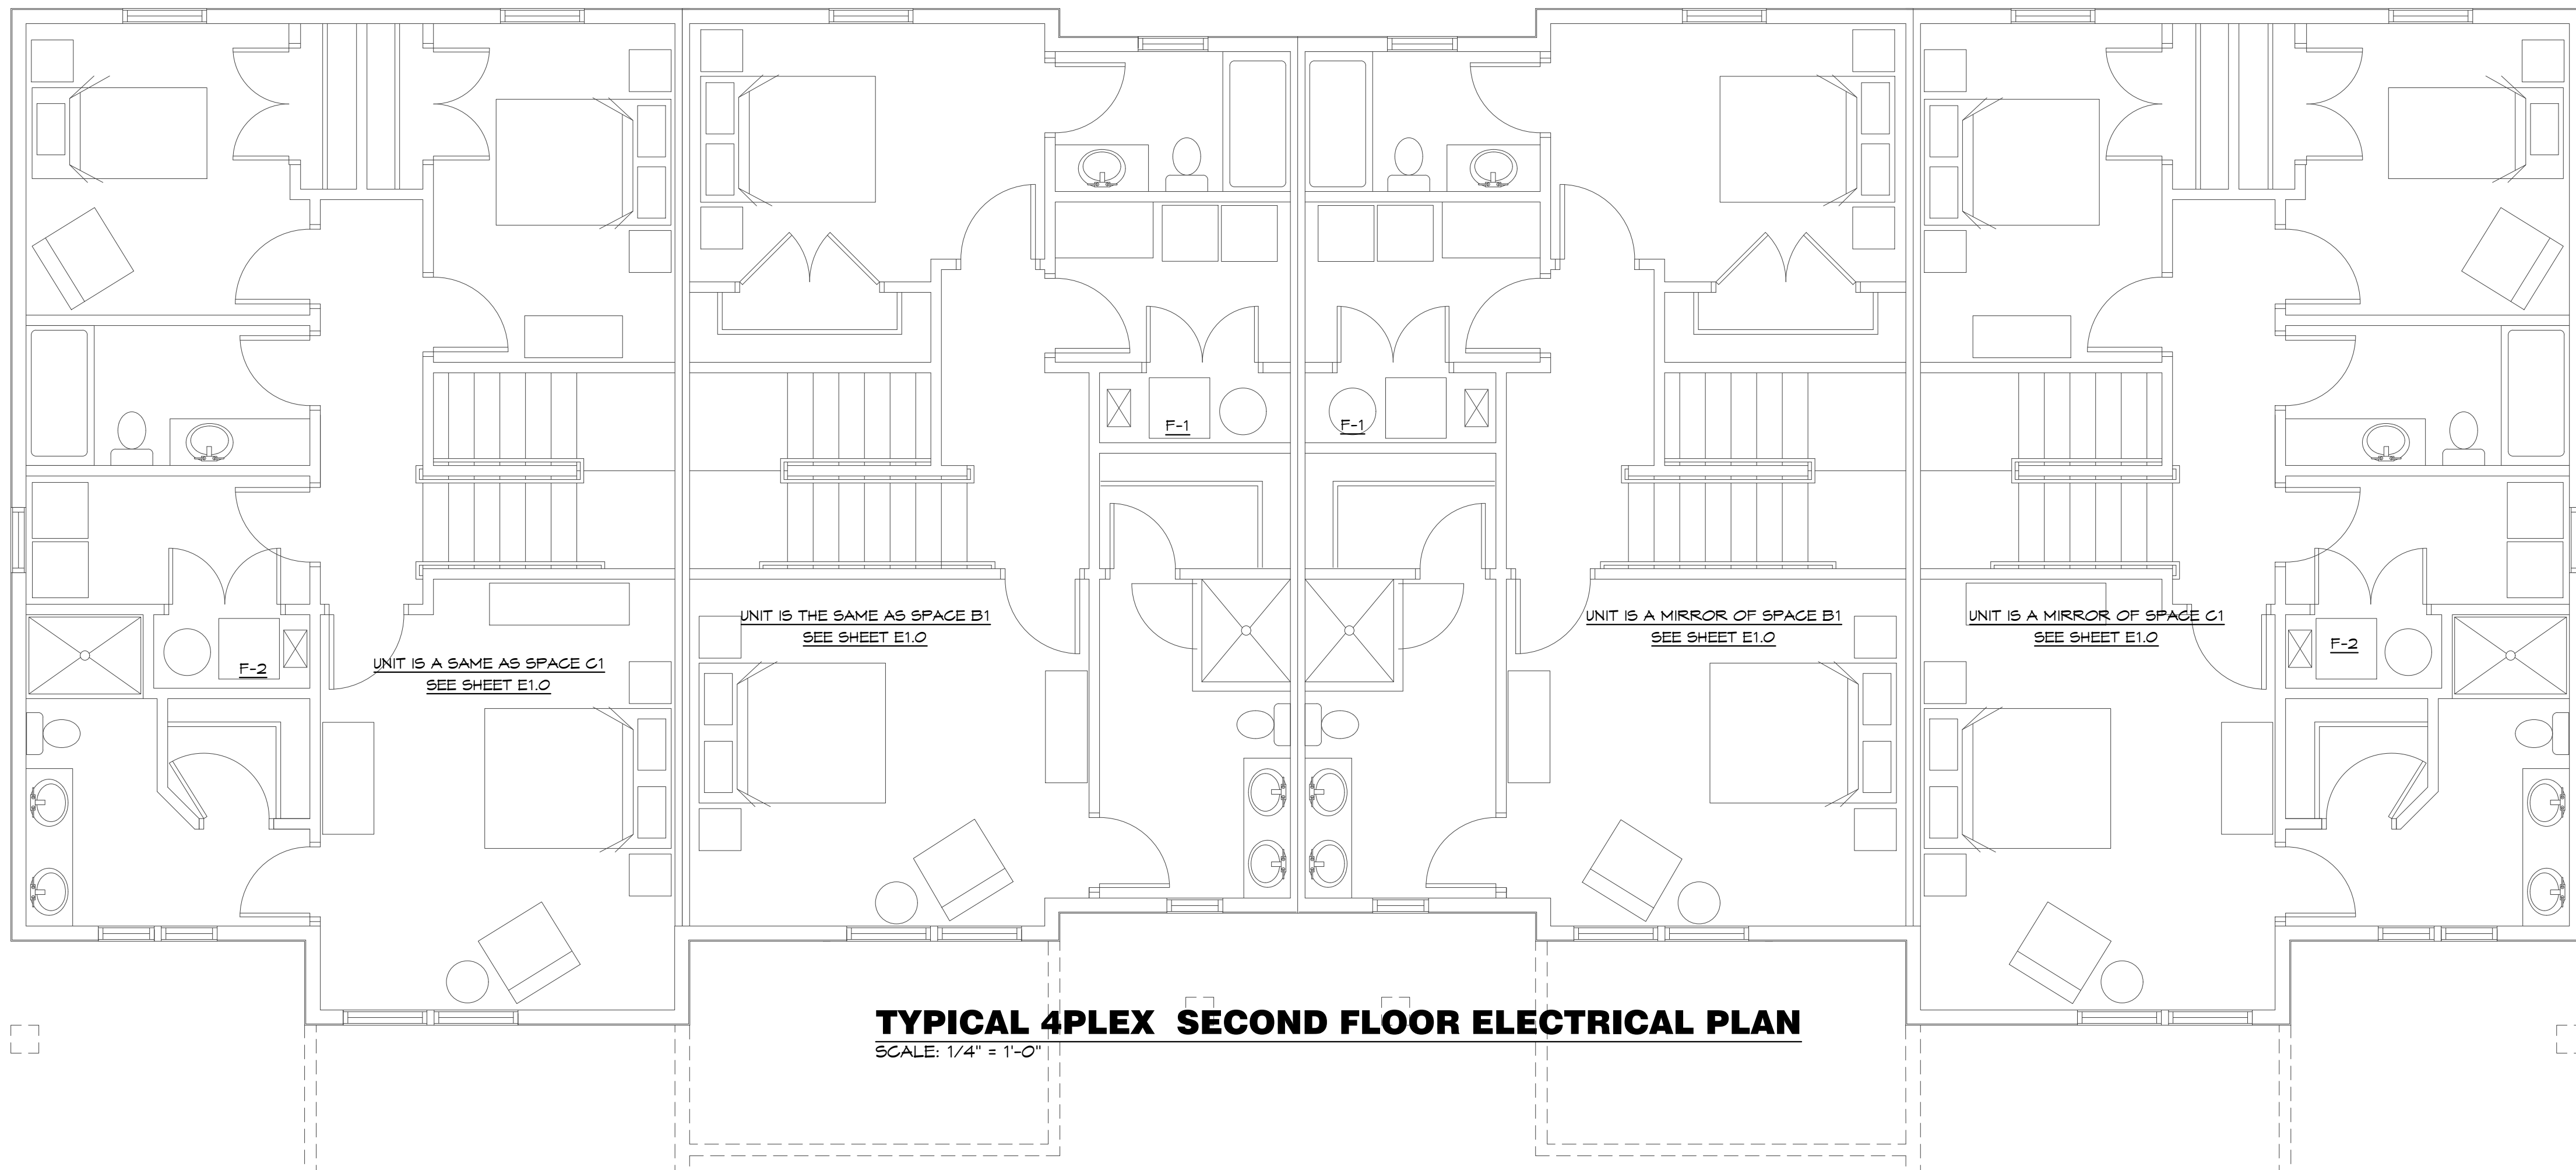 F-1
F-1
UNIT IS THE SAME AS SPACE B1
SEE SHEET E1.0
UNIT IS A MIRROR OF SPACE B1
SEE SHEET E1.0
UNIT IS A MIRROR OF SPACE C1
SEE SHEET E1.0
F-2
UNIT IS A SAME AS SPACE C1
SEE SHEET E1.0
F-2
TYPICAL 4PLEX  SECOND FLOOR ELECTRICAL PLAN
SCALE: 1/4" = 1'-0"